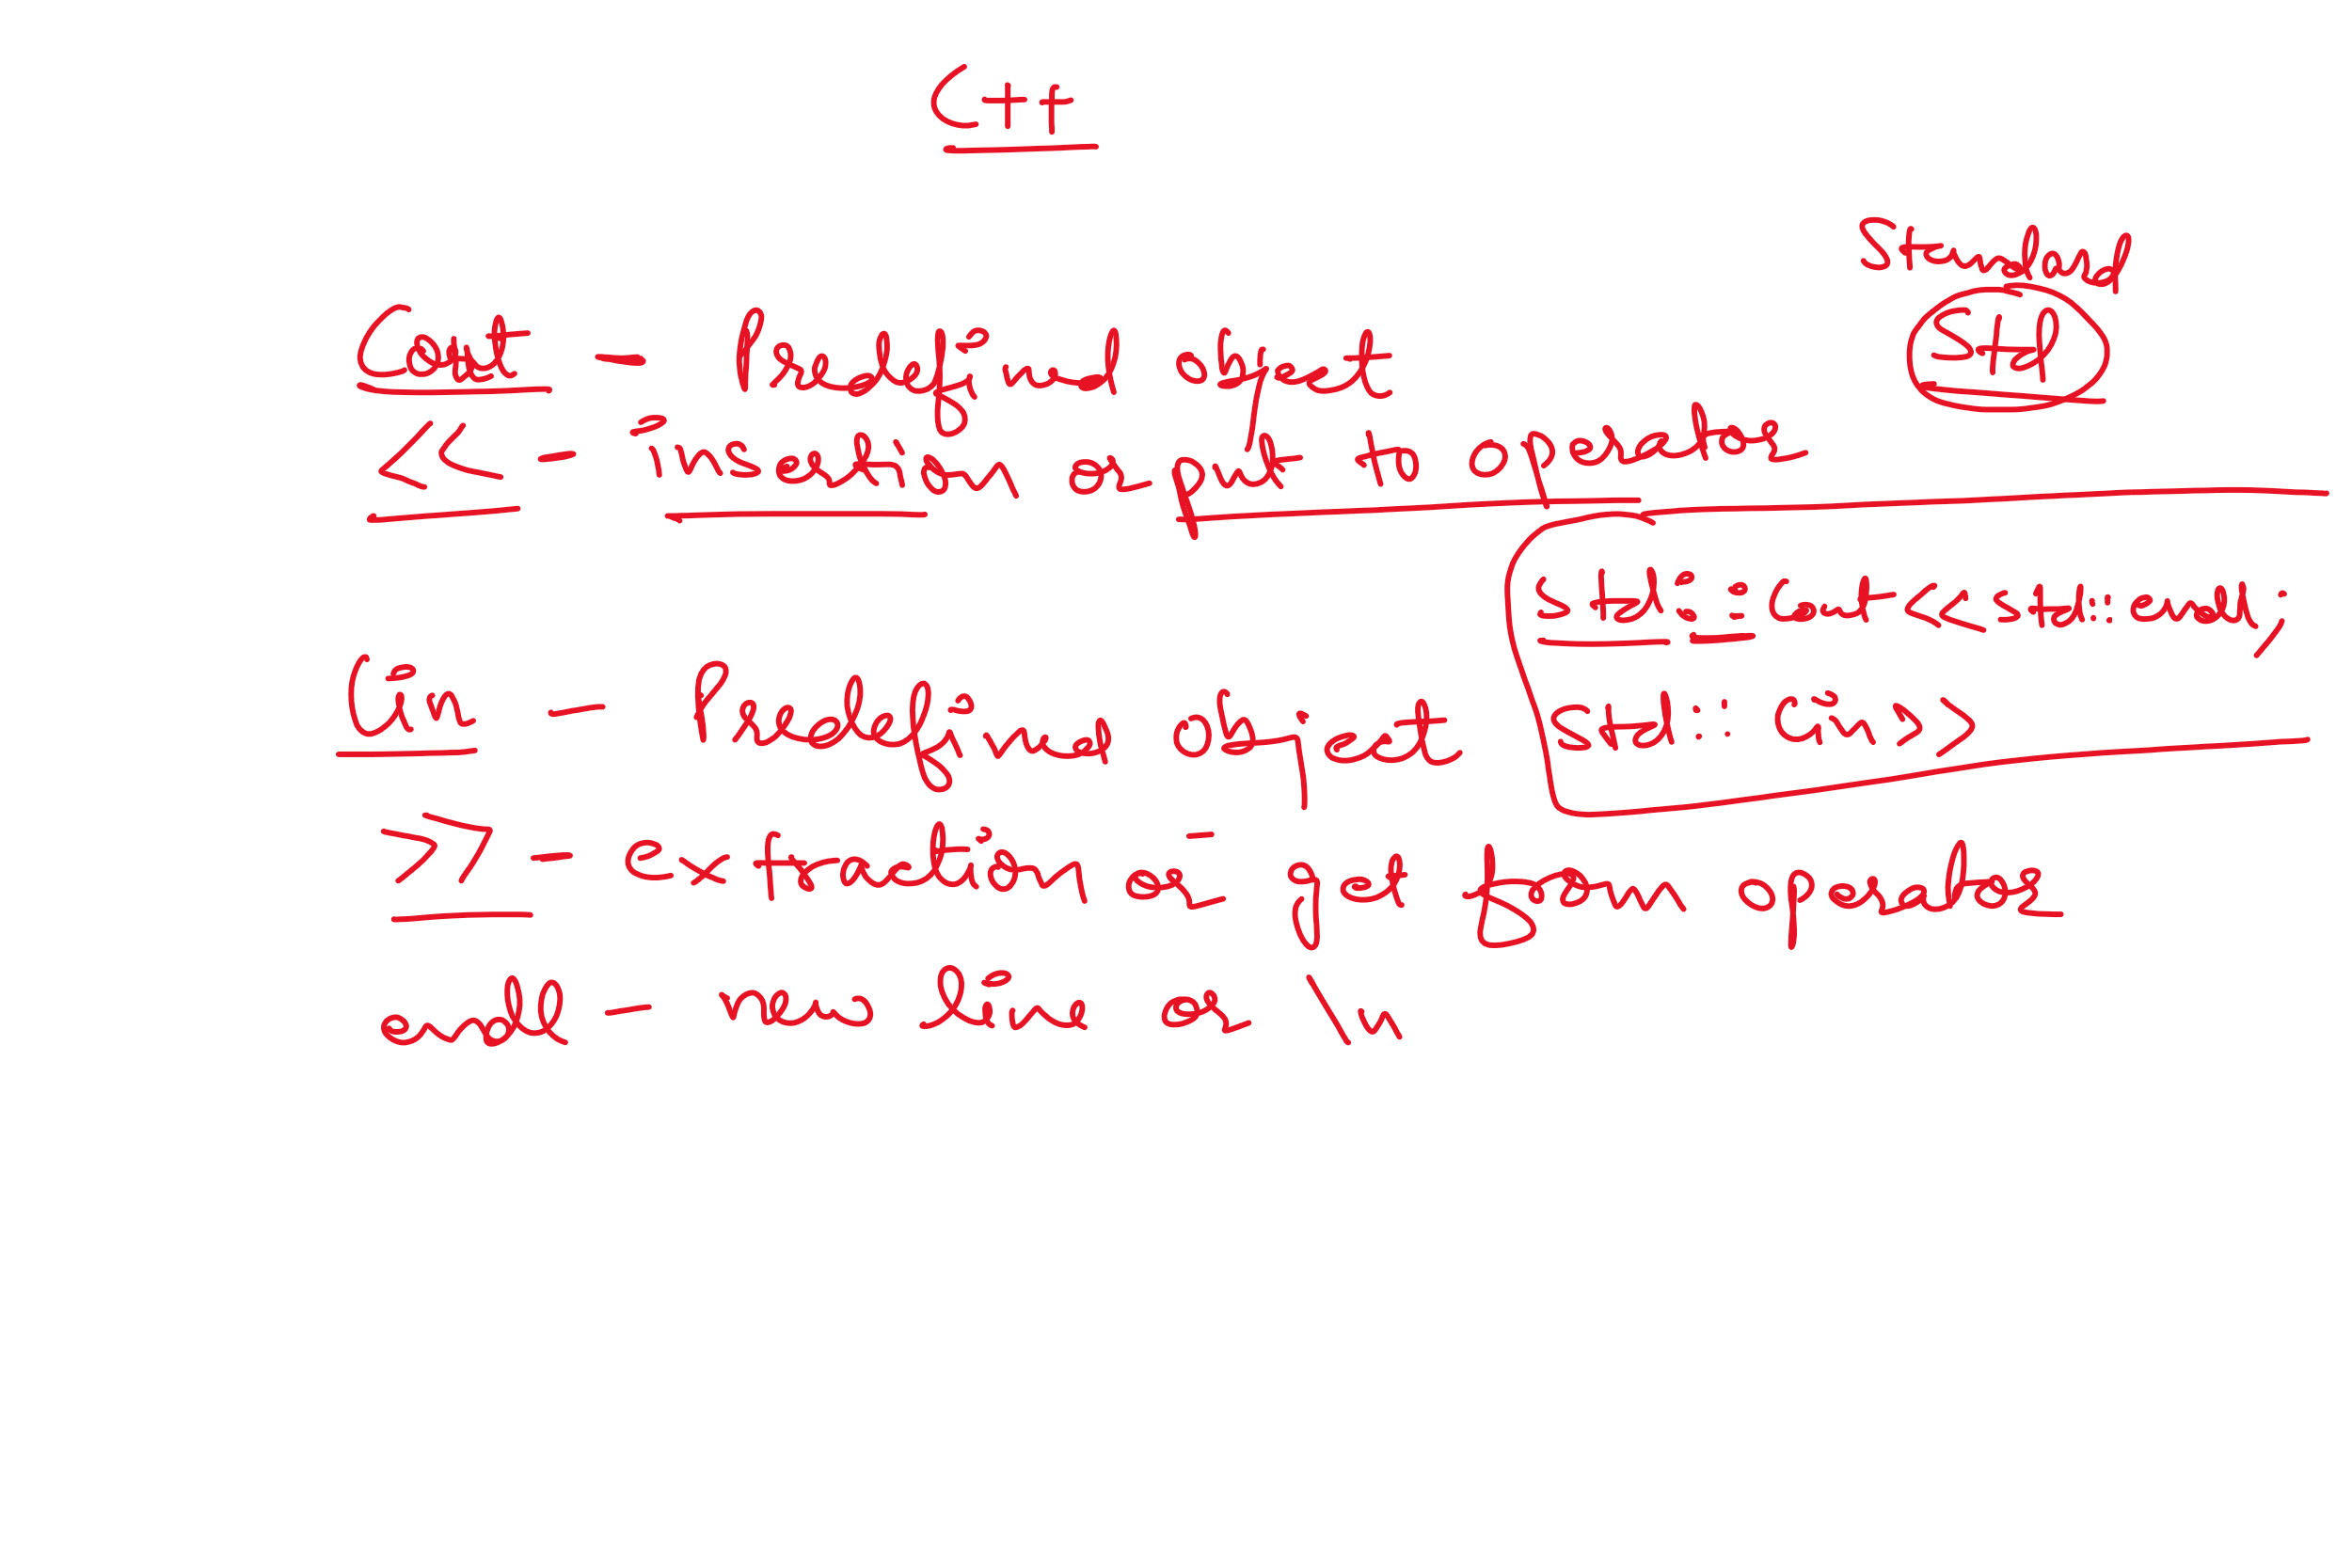 C++
Standard
Std
Cout - Predefined object
<< - insertion or put to operator
std::cout<<std::endl;
Cin - Predefined object
std::cin>>
>> - extraction or get from operator
endl - new line or \n